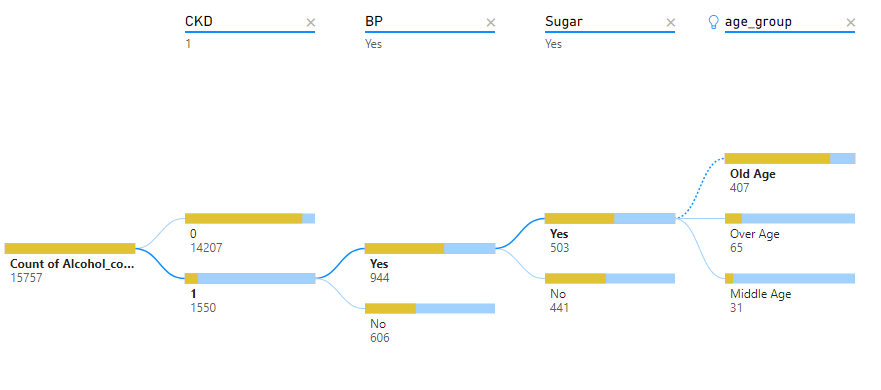 CKD
BP
Sugar
age_group
1
Yes
Yes
Old Age
407
0
14207
Yes
503
Over Age
65
Count of Alcohol_co...
15757
Yes
944
1
1550
No
441
Middle Age
31
No
606